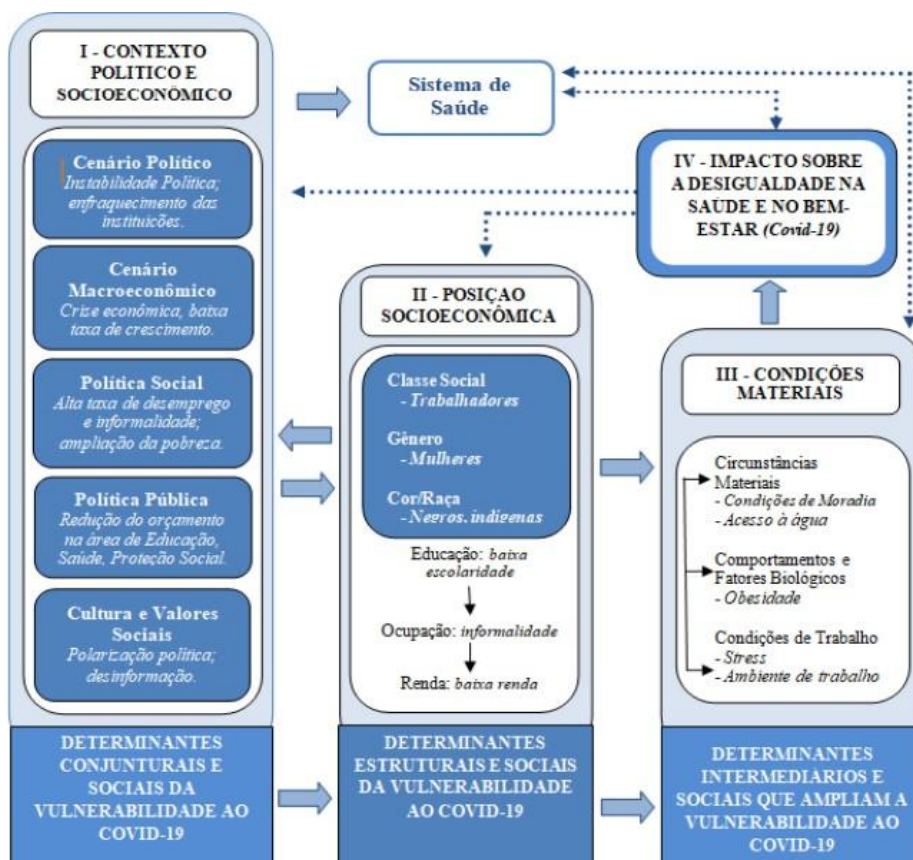 I - CONTEXTO
POLITICO E
SOCIOECONÔMICO
Cenário Político
Instabilidade Política;
enfraquecimento das
instituições.
Cenário
Macroeconômico
Crise econômica, baixa
taxa de crescimento.
Política Social
Alta taxa de desemprego
e informalidade;
ampliação da pobreza.
Política Pública
Redução do orçamento
na área de Educação,
Saúde, Proteção Social.
Cultura e Valores
Sociais
Polarização política;
desinformação.
DETERMINANTES
CONJUNTURAIS E
SOCIAIS DA
VULNERABILIDADE AO
COVID-19
Sistema de
Saúde
IV - IMPACTO SOBRE
A DESIGUALDADE NA
SAÚDE E NO BEM-
ESTAR (Covid-19)
II - POSIÇAO
SOCIOECONÔMICA
Classe Social
- Trabalhadores
Gênero
- Mulheres
Cor/Raça
- Negros, indígenas
Educação: baixa
escolaridade
Ocupação: informalidade
Renda: baixa renda
DETERMINANTES
ESTRUTURAIS E SOCIAIS
DA VULNERABILIDADE
AO COVID-19
III - CONDIÇÕES
MATERIAIS
Circunstâncias
Materiais
- Condições de Moradia
- Acesso à água
Comportamentos e
Fatores Biológicos
- Obesidade
Condições de Trabalho
- Stress
- Ambiente de trabalho
DETERMINANTES
INTERMEDIÁRIOS E
SOCIAIS QUE AMPLIAM A
VULNERABILIDADE AO
COVID-19